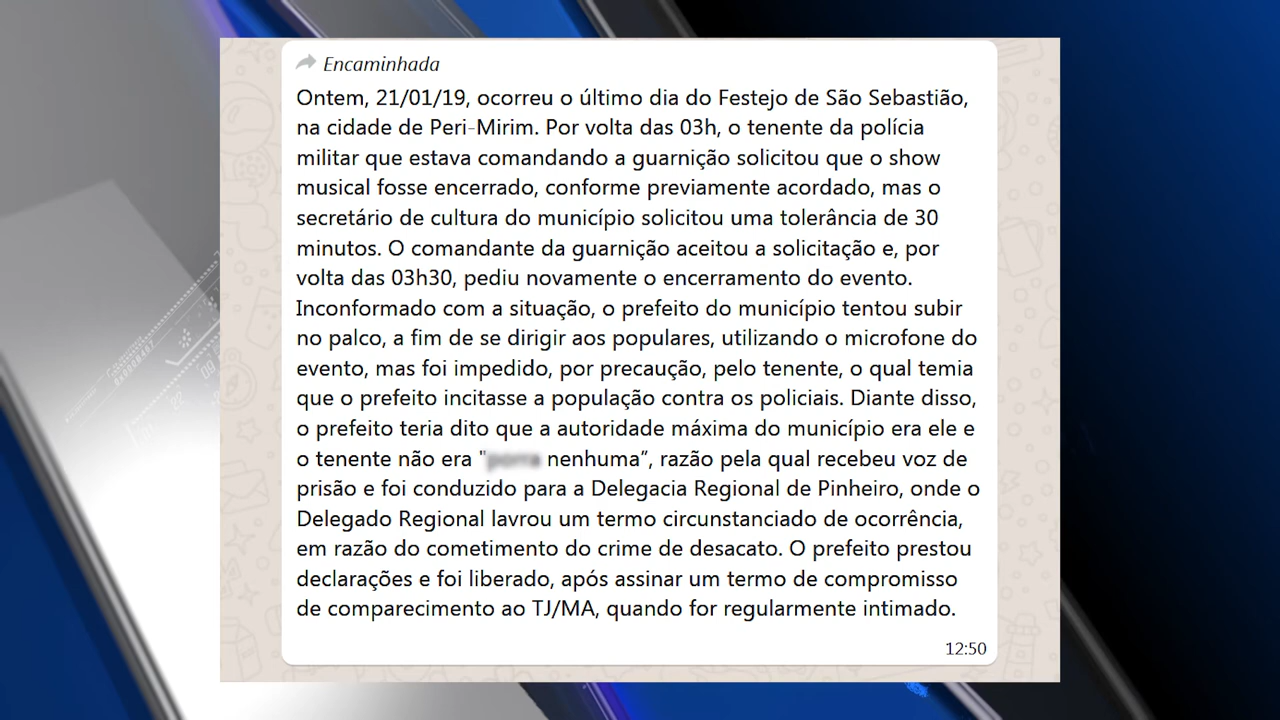 Encaminhada
Ontem, 21/01/19, ocorreu o último dia do Festejo de São Sebastião,
na cidade de Peri-Mirim. Por volta das 03h, o tenente da polícia
militar que estava comandando a guarnição solicitou que o show
musical fosse encerrado, conforme previamente acordado, mas o
secretário de cultura do município solicitou uma tolerância de 30
minutos. O comandante da guarnição aceitou a solicitação e, por
volta das 03h30, pediu novamente o encerramento do evento.
Inconformado com a situação, o prefeito do município tentou subir
no palco, a fim de se dirigir aos populares, utilizando o microfone do
evento, mas foi impedido, por precaução, pelo tenente, o qual temia
que o prefeito incitasse a população contra os policiais. Diante disso,
o prefeito teria dito que a autoridade máxima do município era ele e
o tenente não era " nenhuma”, razão pela qual recebeu voz de
prisão e foi conduzido para a Delegacia Regional de Pinheiro, onde o
Delegado Regional lavrou um termo circunstanciado de ocorrência,
em razão do cometimento do crime de desacato. O prefeito prestou
declarações e foi liberado, após assinar um termo de compromisso
de comparecimento ao TJ/MA, quando for regularmente intimado.
12:50